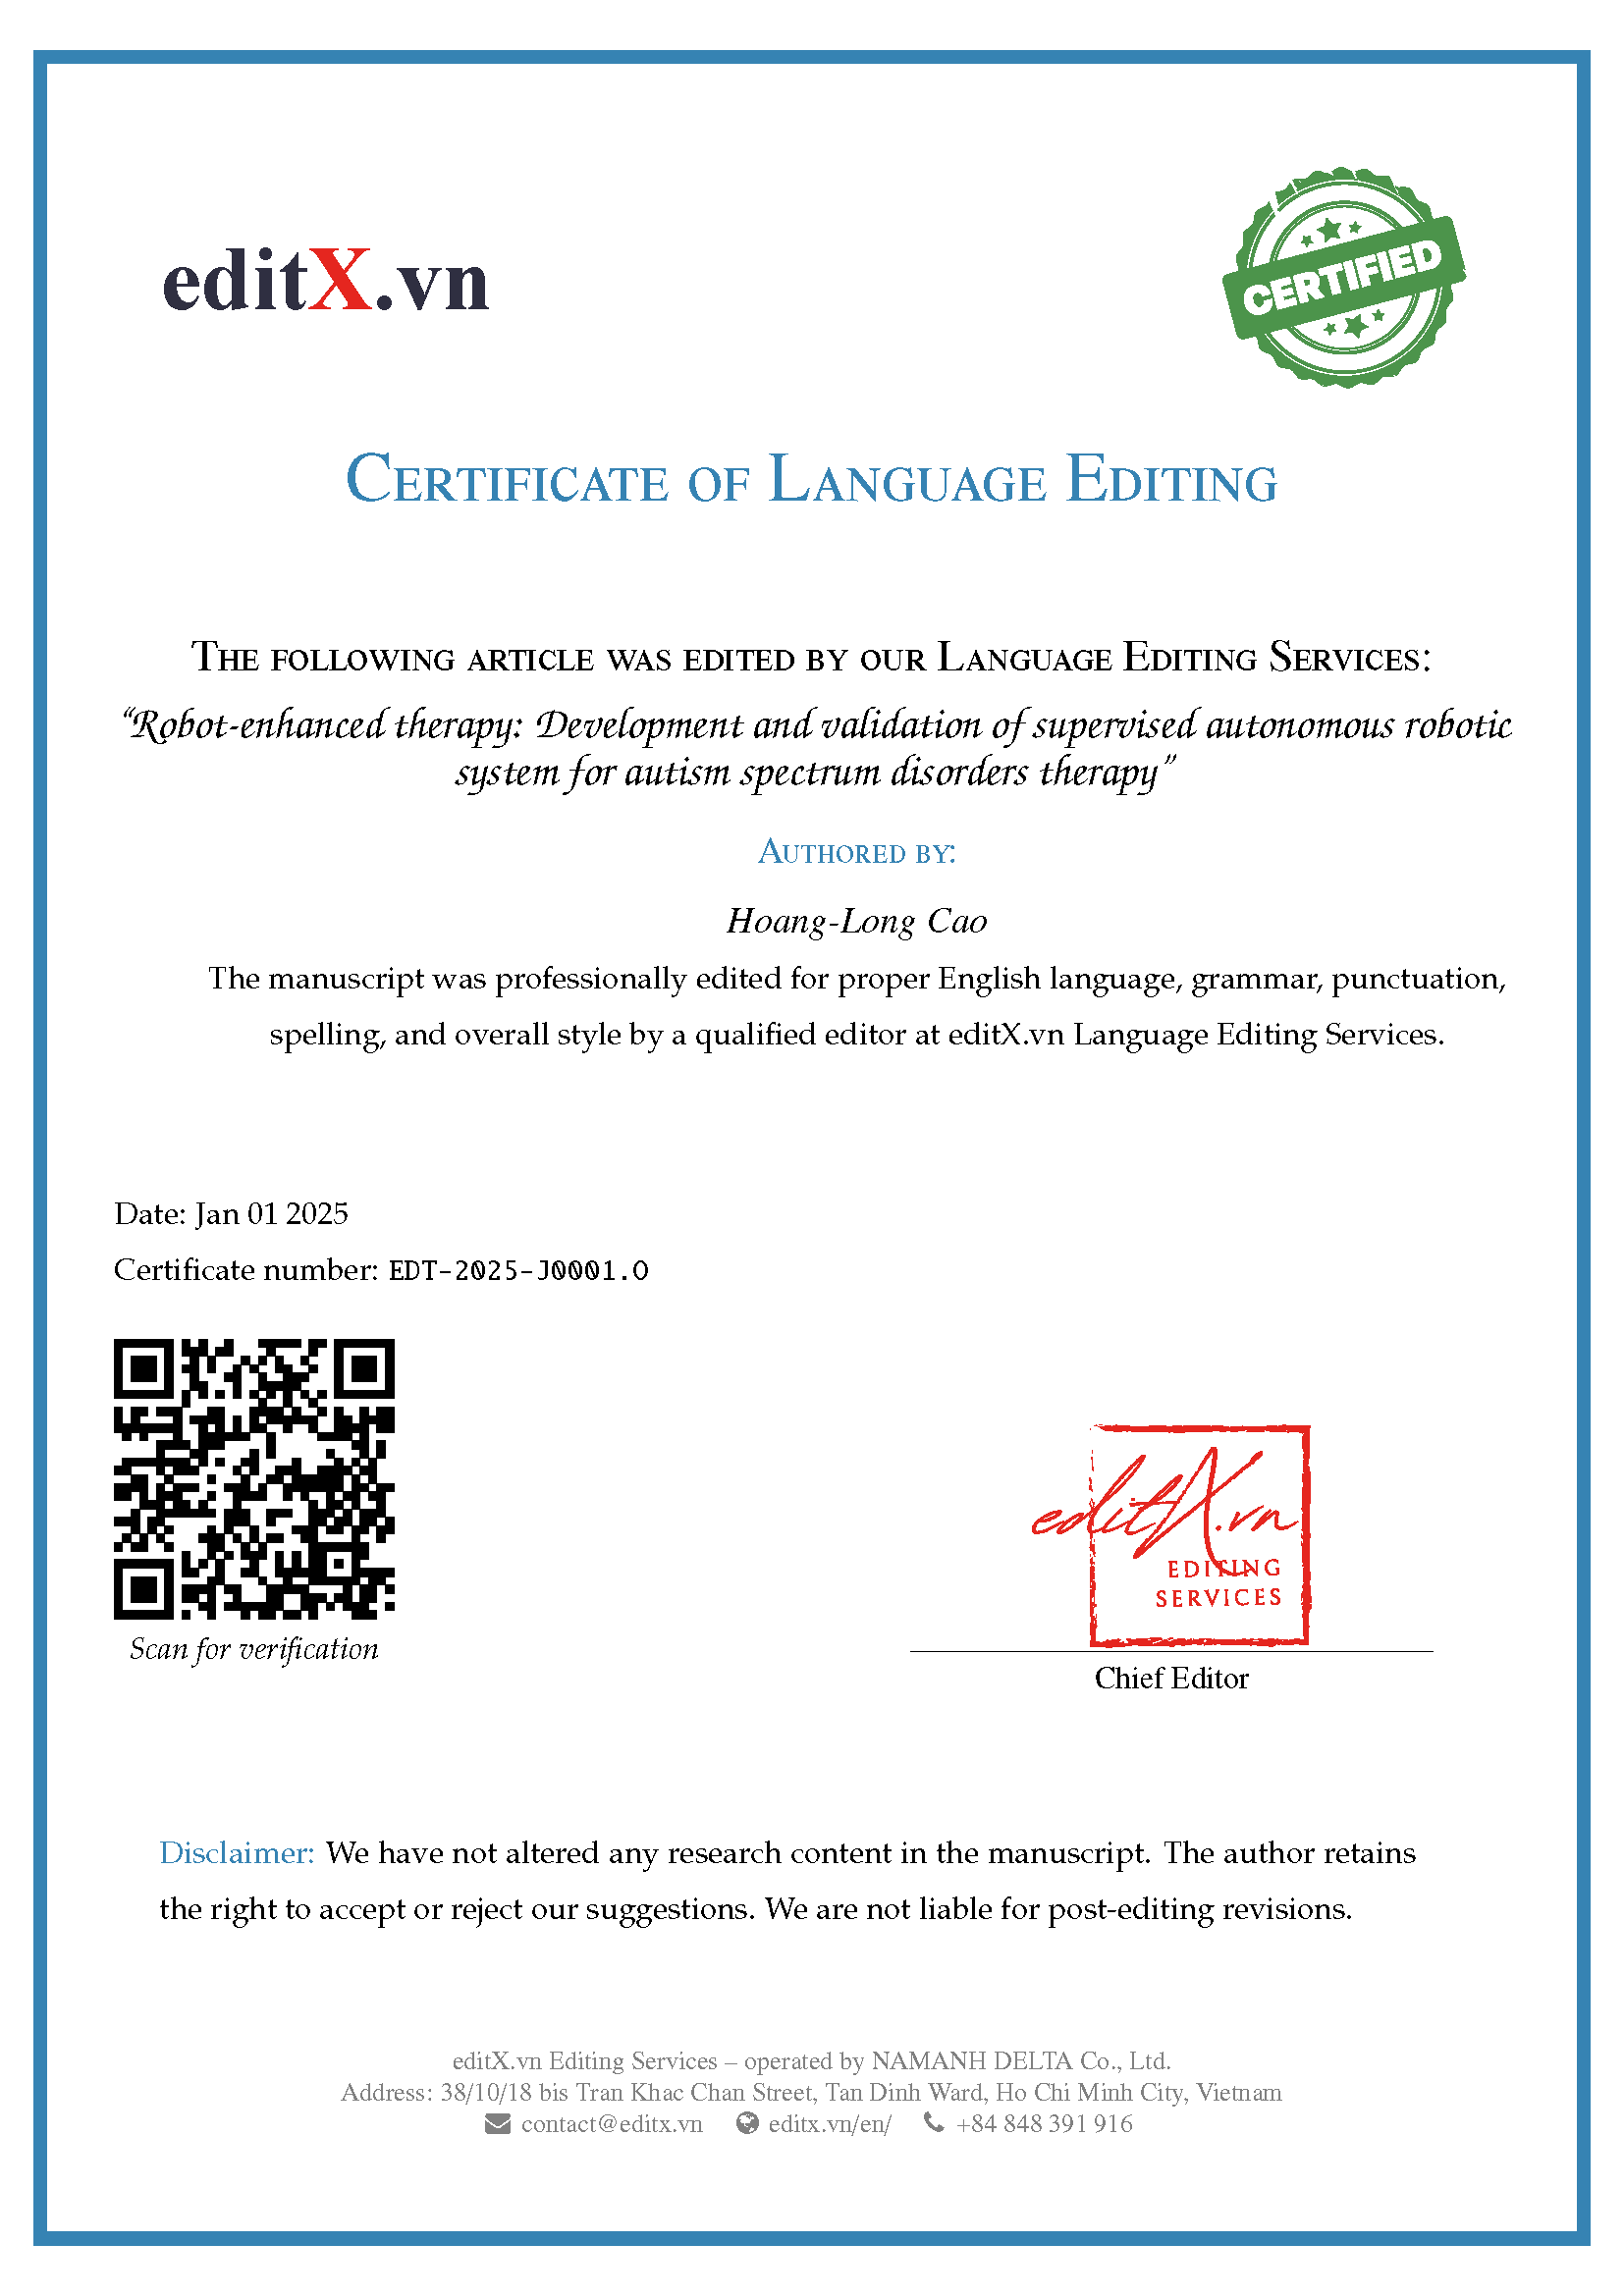 editX.vn
CERTIFIED
Certificate of Language Editing
The following article was edited by our Language Editing Services:
“Robot-enhanced therapy: Development and validation of supervised autonomous robotic
system for autism spectrum disorders therapy”
Authored by:
Hoang-Long Cao
The manuscript was professionally edited for proper English language, grammar, punctuation,
spelling, and overall style by a qualified editor at editX.vn Language Editing Services.
Date: Jan 01 2025
Certificate number: EDT-2025-J0001.O
Scan for verification
editX.vn
EDITING
SERVICES
Chief Editor
Disclaimer: We have not altered any research content in the manuscript. The author retains
the right to accept or reject our suggestions. We are not liable for post-editing revisions.
editX.vn Editing Services – operated by NAMANH DELTA Co., Ltd.
Address: 38/10/18 bis Tran Khac Chan Street, Tan Dinh Ward, Ho Chi Minh City, Vietnam
contact@editx.vn editx.vn/en/ +84 848 391 916